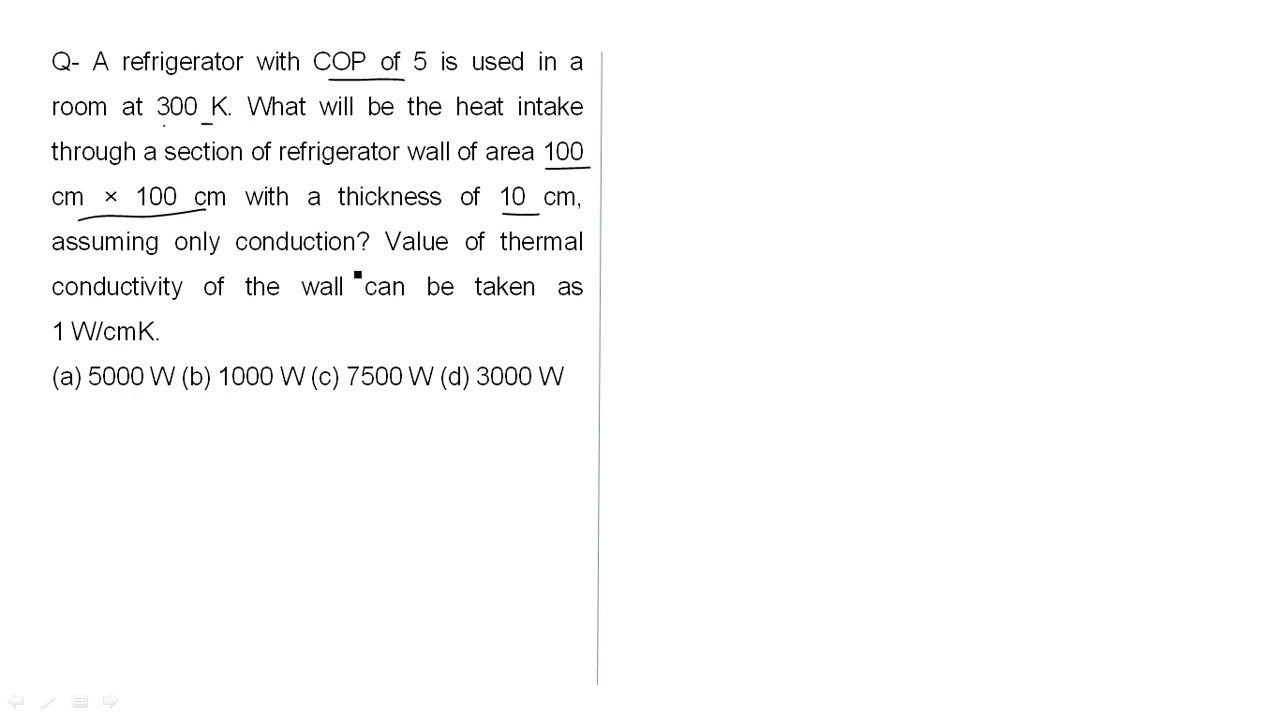 Q- A refrigerator with COP of 5 is used in a
room at 300 K. What will be the heat intake
through a section of refrigerator wall of area 100
cm × 100 cm with a thickness of 10 cm,
assuming only conduction? Value of thermal
conductivity of the wall can be taken as
1 W/cmK.
(a) 5000 W (b) 1000 W (c) 7500 W (d) 3000 W